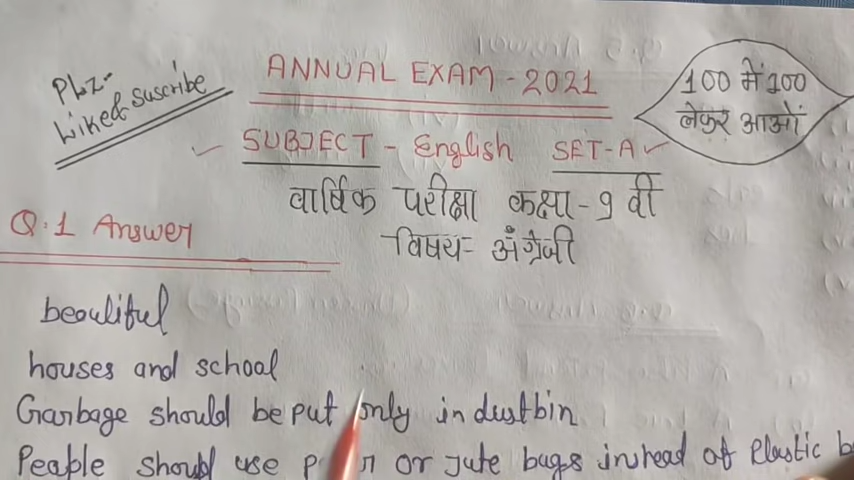 ANNUAL EXAM - 2021
Plz-
Like & Suscribe
100 में 100
लेकर आओं
SUBJECT - English SET-A
वार्षिक परीक्षा कक्षा - 9 वी
विषय = अंग्रेजी
Q.1 Answer
beautiful
houses and school
Garbage should be put only in dustbin
Peaple should use or Jute bags instead of Plastic